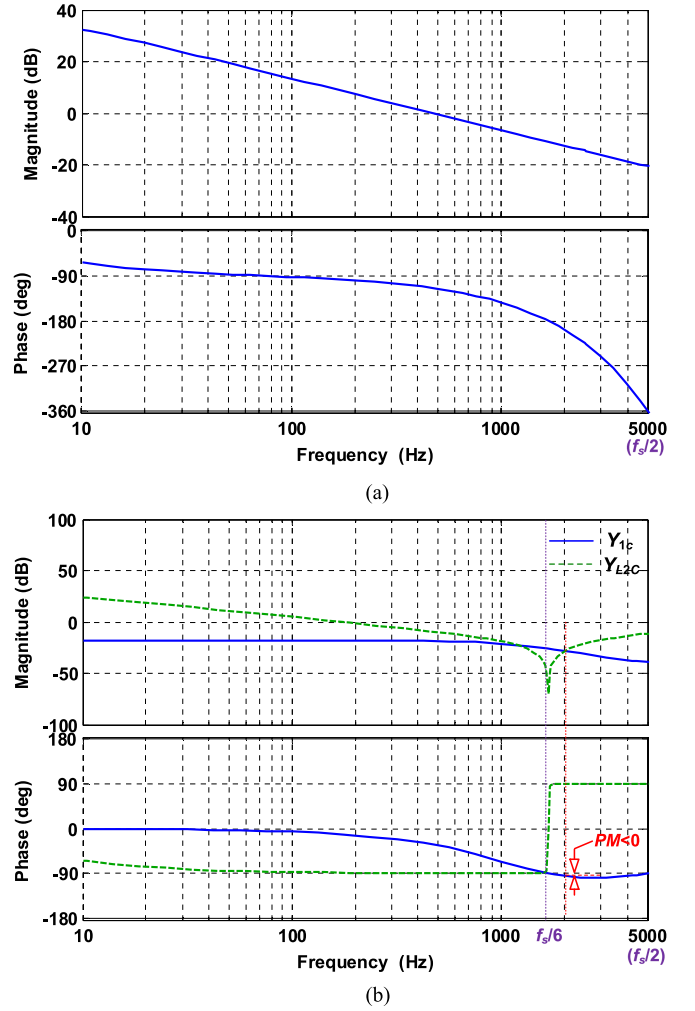 40
20
0
-20
-40
Magnitude (dB)
0
-90
-180
-270
-360
Phase (deg)
10
100
1000
5000
(fs/2)
Frequency (Hz)
(a)
100
50
0
-50
-100
Magnitude (dB)
Y1c
YL2C
180
90
0
-90
-180
Phase (deg)
PM<0
10
100
1000
fs/6
5000
(fs/2)
Frequency (Hz)
(b)